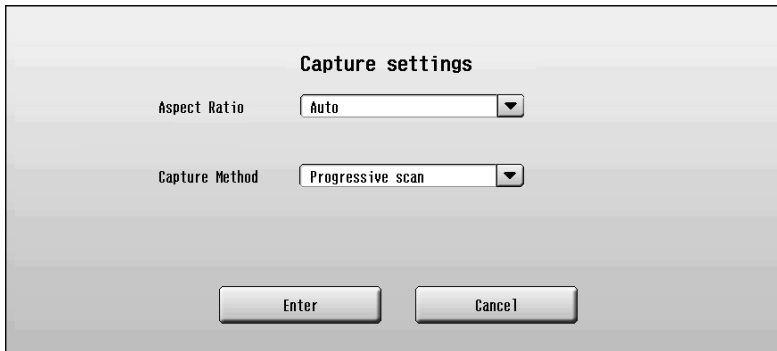 Capture settings
Aspect Ratio Auto
Capture Method Progressive scan
Enter Cancel